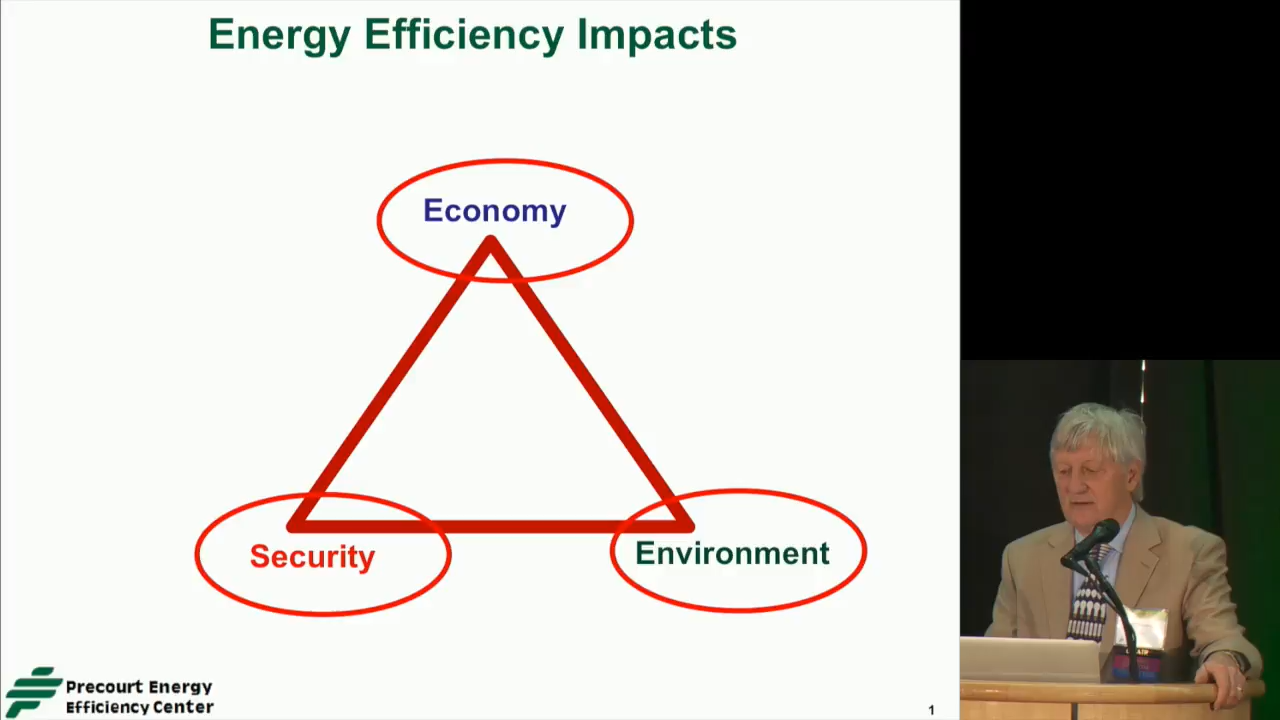 Energy Efficiency Impacts
Economy
Security
Environment
Precourt Energy
Efficiency Center
1